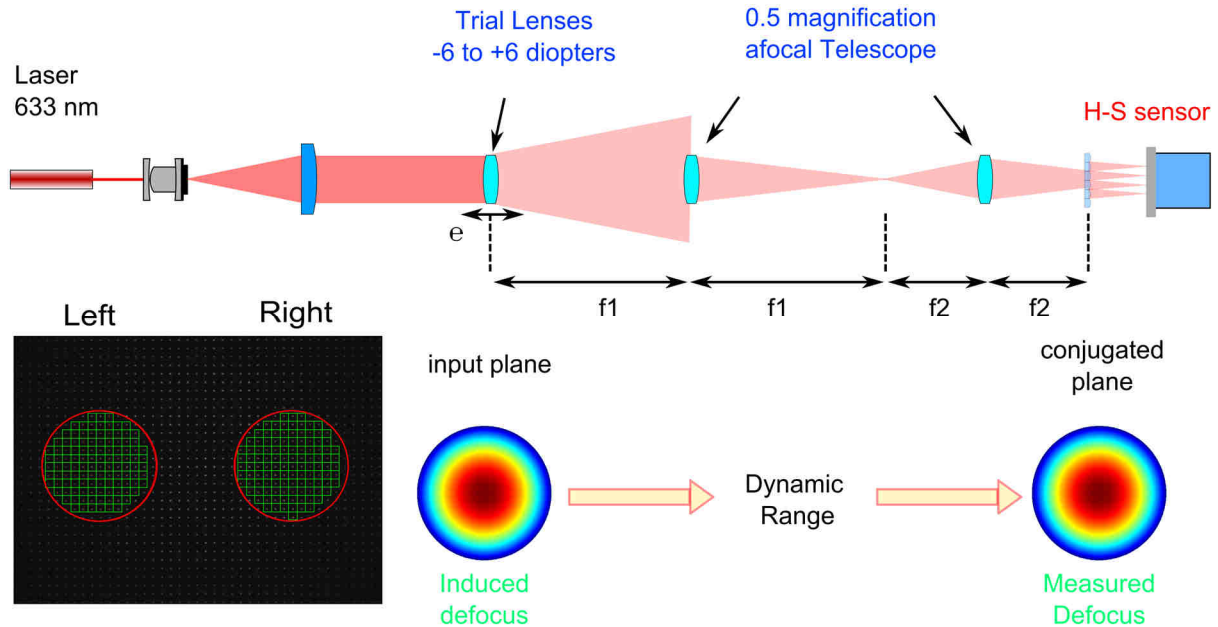 Trial Lenses
-6 to +6 diopters
0.5 magnification
afocal Telescope
Laser
633 nm
H-S sensor
e
f1
f1
f2
f2
Left
Right
input plane
conjugated
plane
Dynamic
Range
Induced
defocus
Measured
Defocus